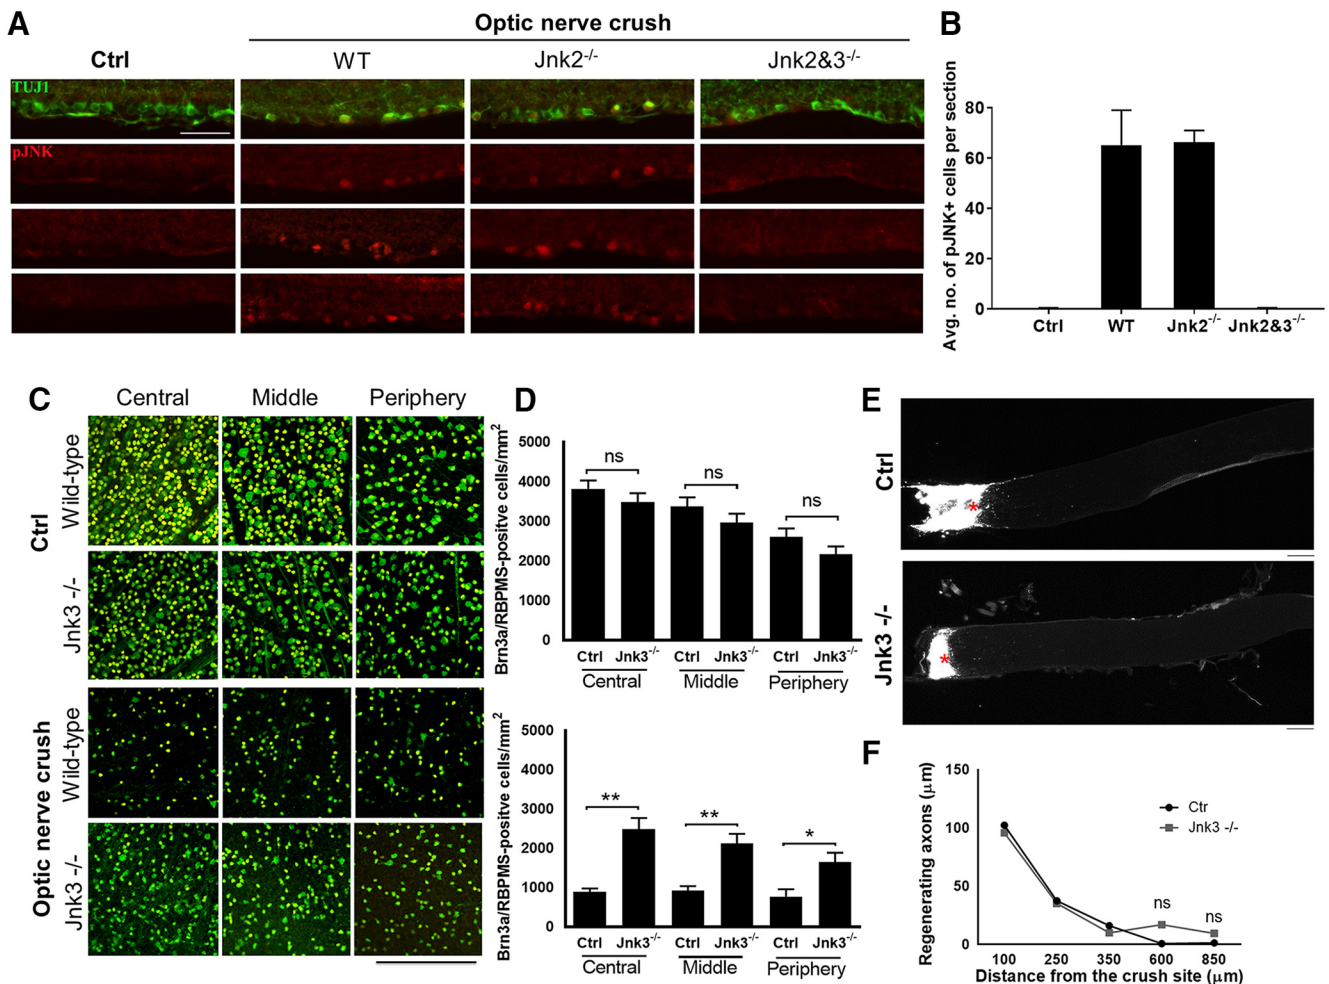 A
Optic nerve crush
Ctrl
WT
Jnk2-/-
Jnk2&3-/-
TUJ1
pJNK
B
Avg. no. of pJNK+ cells per section
80
60
40
20
0
Ctrl
WT
Jnk2-/-
Jnk2&3-/-
C
Central
Middle
Periphery
Ctrl
Wild-type
Jnk3 -/-
Optic nerve crush
Wild-type
Jnk3 -/-
D
Brn3a/RBPMS-positive cells/mm2
5000
4000
3000
2000
1000
0
ns
ns
ns
Ctrl Jnk3-/- Ctrl Jnk3-/- Ctrl Jnk3-/-
Central Middle Periphery
Brn3a/RBPMS-positve cells/mm2
5000
4000
3000
2000
1000
0
**
**
*
Ctrl Jnk3-/- Ctrl Jnk3-/- Ctrl Jnk3-/-
Central Middle Periphery
E
Ctrl
*
Jnk3 -/-
*
F
Regenerating axons (μm)
150
100
50
0
Ctr
Jnk3 -/-
ns
ns
100 250 350 600 850
Distance from the crush site (μm)